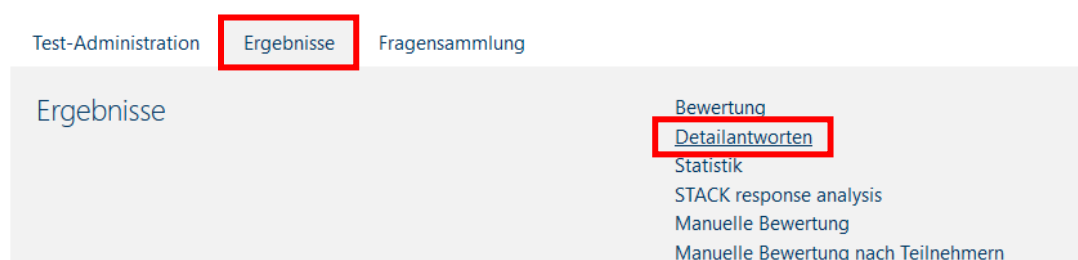 Test-Administration Ergebnisse Fragensammlung
Ergebnisse
Bewertung
Detailantworten
Statistik
STACK response analysis
Manuelle Bewertung
Manuelle Bewertung nach Teilnehmern